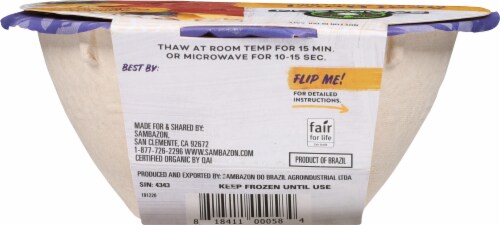 THAW AT ROOM TEMP FOR 15 MIN.
OR MICROWAVE FOR 10-15 SEC.
BEST BY:
FLIP ME!
FOR DETAILED
INSTRUCTIONS.
MADE FOR & SHARED BY:
SAMBAZON,
SAN CLEMENTE, CA 92672
1-877-726-2296 WWW.SAMBAZON.COM
CERTIFIED ORGANIC BY QAI
fair
for life
PRODUCT OF BRAZIL
PRODUCED AND EXPORTED BY: SAMBAZON DO BRAZIL AGROINDUSTRIAL LTDA
SIN: 4343
KEEP FROZEN UNTIL USE
8 18411 00058 4